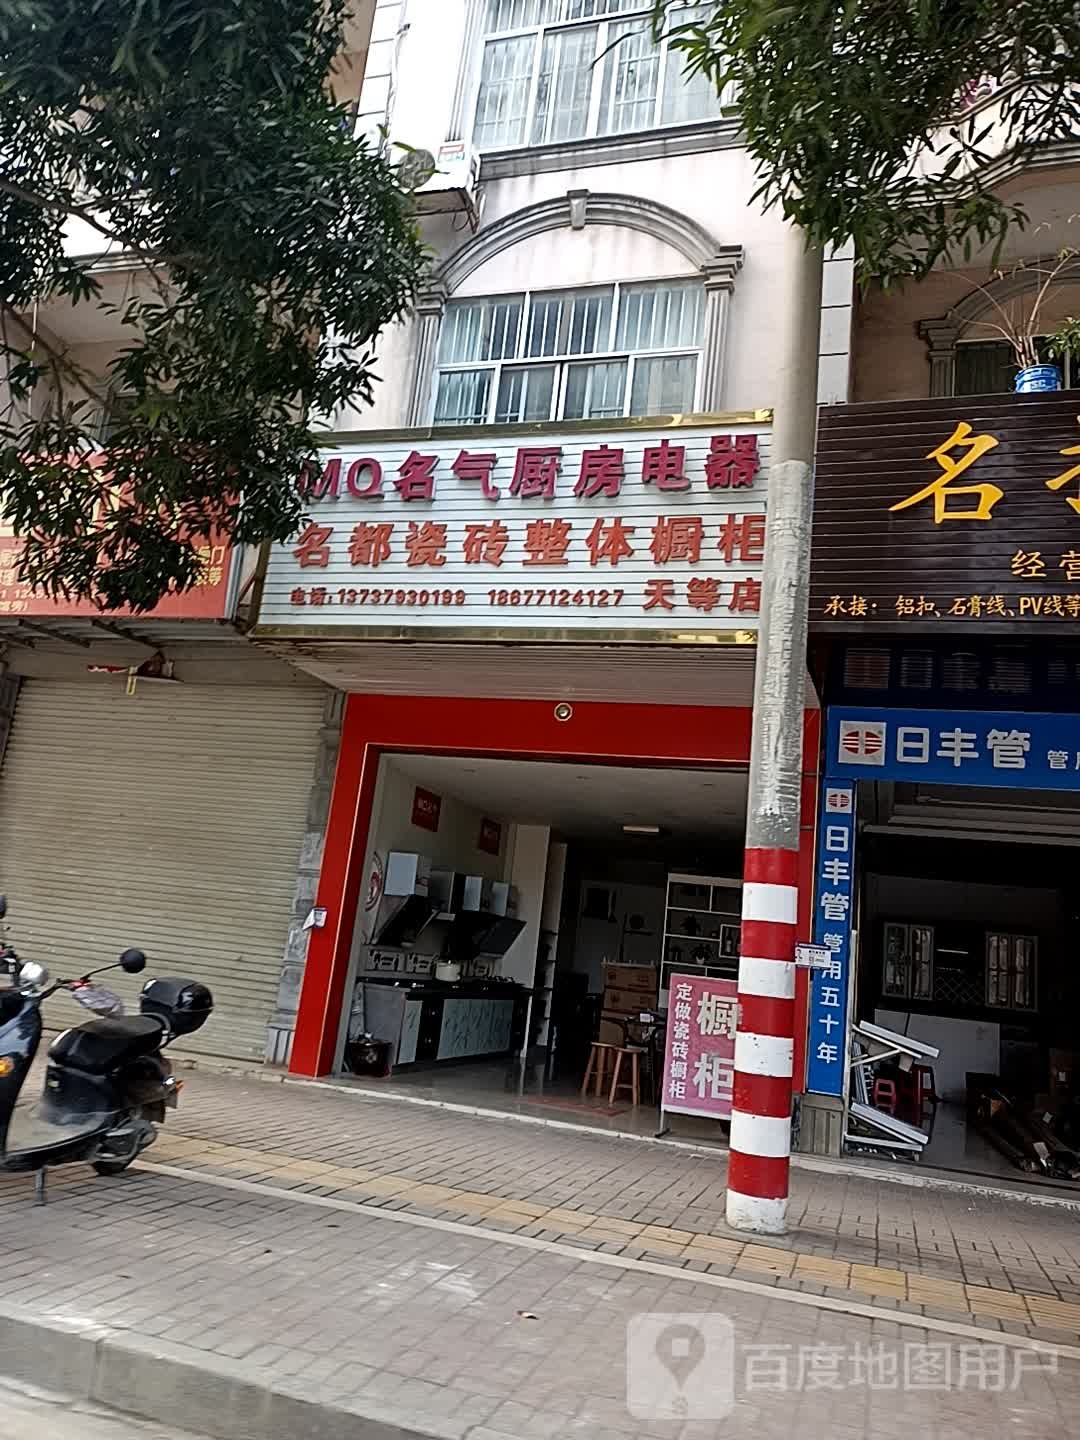 MQ名气厨房电器
名都瓷砖整体橱柜
电话:13737930199 18677124127 天等店
名
经营
承接· 铝扣、石膏线、PV线等
日丰管 管
日丰管 管用五十年
定做瓷砖橱柜
橱柜
百度地图用户